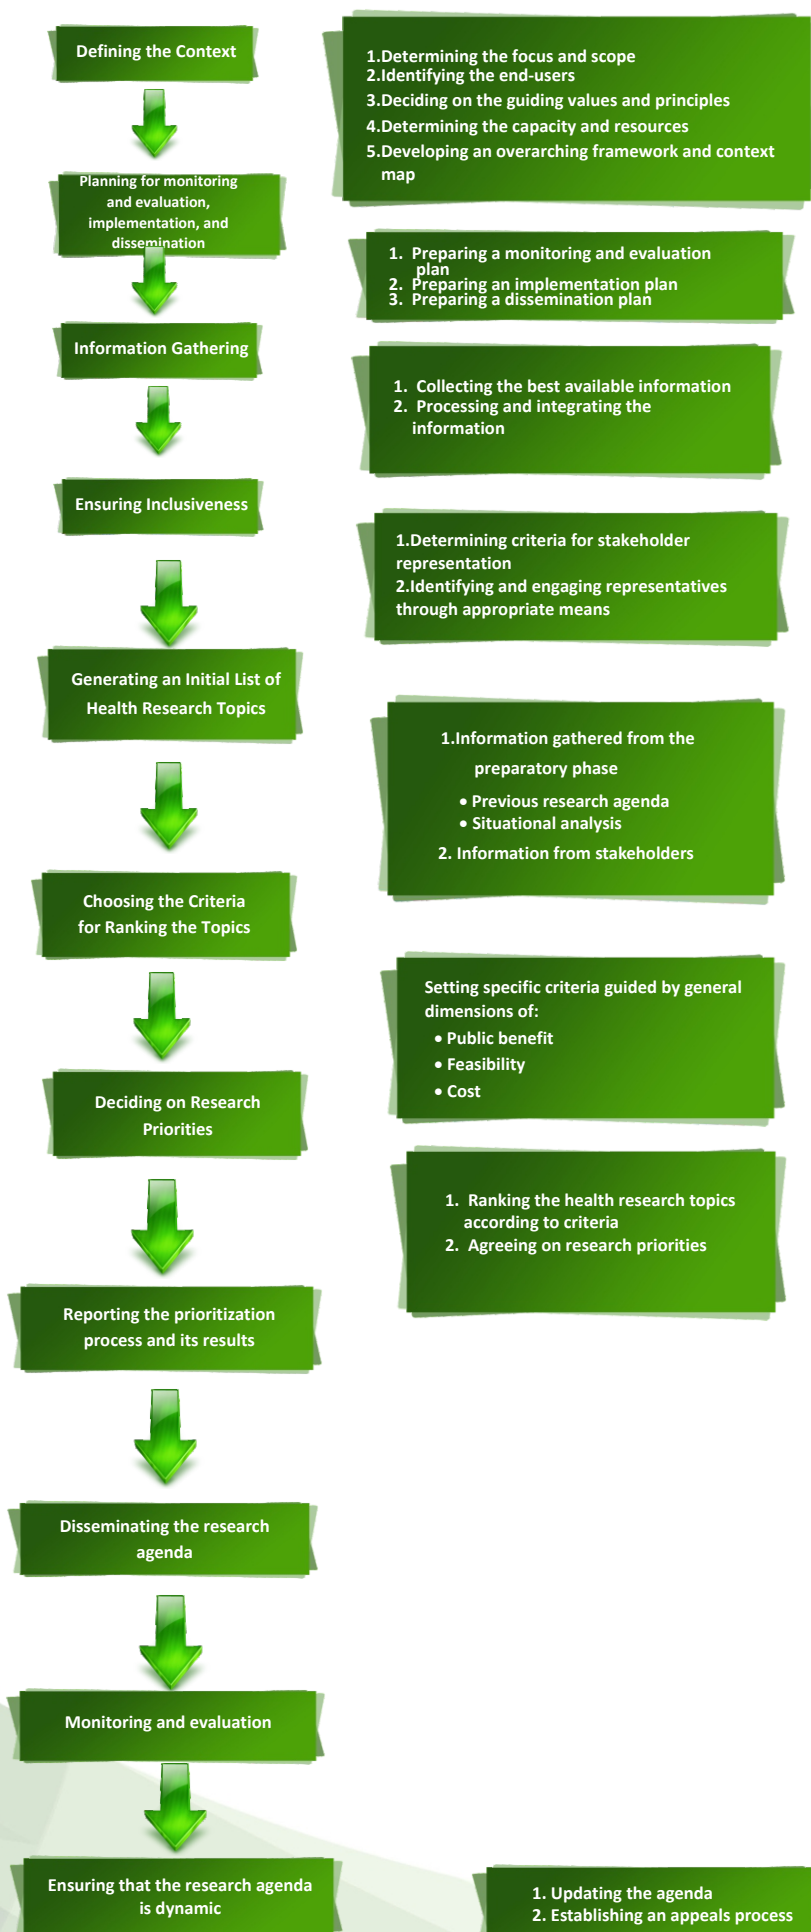 Defining the Context
1.Determining the focus and scope
2.Identifying the end-users
3.Deciding on the guiding values and principles
4.Determining the capacity and resources
5.Developing an overarching framework and context
map
Planning for monitoring
and evaluation,
implementation, and
dissemination
1. Preparing a monitoring and evaluation
plan
2. Preparing an implementation plan
3. Preparing a dissemination plan
Information Gathering
1. Collecting the best available information
2. Processing and integrating the
information
Ensuring Inclusiveness
1.Determining criteria for stakeholder
representation
2.Identifying and engaging representatives
through appropriate means
Generating an Initial List of
Health Research Topics
1.Information gathered from the
preparatory phase
• Previous research agenda
• Situational analysis
2. Information from stakeholders
Choosing the Criteria
for Ranking the Topics
Setting specific criteria guided by general
dimensions of:
• Public benefit
• Feasibility
• Cost
Deciding on Research
Priorities
1. Ranking the health research topics
according to criteria
2. Agreeing on research priorities
Reporting the prioritization
process and its results
Disseminating the research
agenda
Monitoring and evaluation
Ensuring that the research agenda
is dynamic
1. Updating the agenda
2. Establishing an appeals process